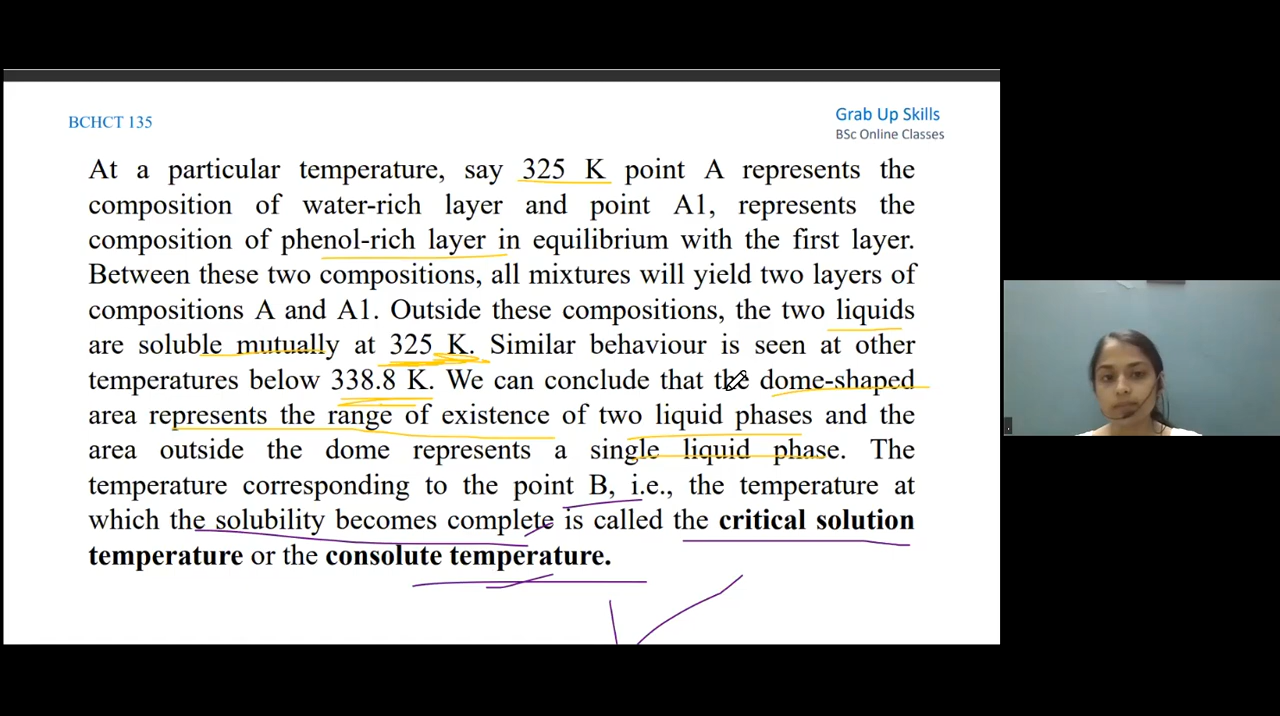 BCHCT 135
Grab Up Skills
BSc Online Classes
At a particular temperature, say 325 K point A represents the
composition of water-rich layer and point A1, represents the
composition of phenol-rich layer in equilibrium with the first layer.
Between these two compositions, all mixtures will yield two layers of
compositions A and A1. Outside these compositions, the two liquids
are soluble mutually at 325 K. Similar behaviour is seen at other
temperatures below 338.8 K. We can conclude that the dome-shaped
area represents the range of existence of two liquid phases and the
area outside the dome represents a single liquid phase. The
temperature corresponding to the point B, i.e., the temperature at
which the solubility becomes complete is called the critical solution
temperature or the consolute temperature.